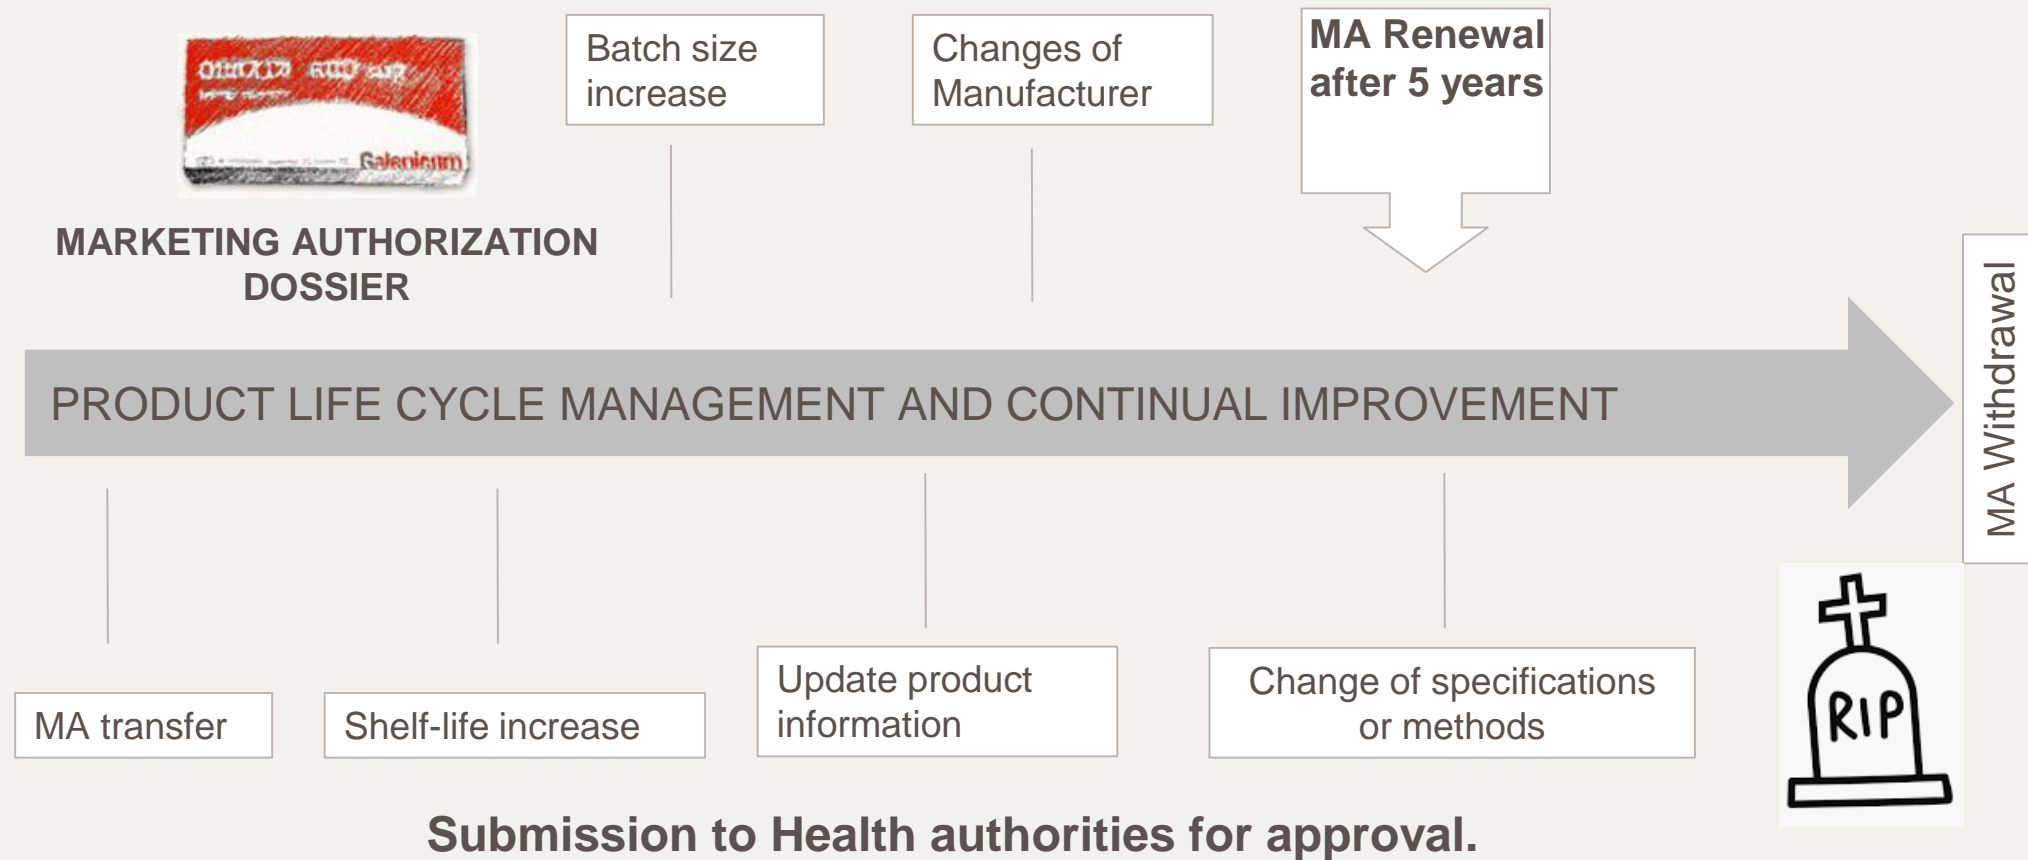 Galenicum
MARKETING AUTHORIZATION
DOSSIER
Batch size
increase
Changes of
Manufacturer
MA Renewal
after 5 years
PRODUCT LIFE CYCLE MANAGEMENT AND CONTINUAL IMPROVEMENT
MA Withdrawal
MA transfer
Shelf-life increase
Update product
information
Change of specifications
or methods
RIP
Submission to Health authorities for approval.